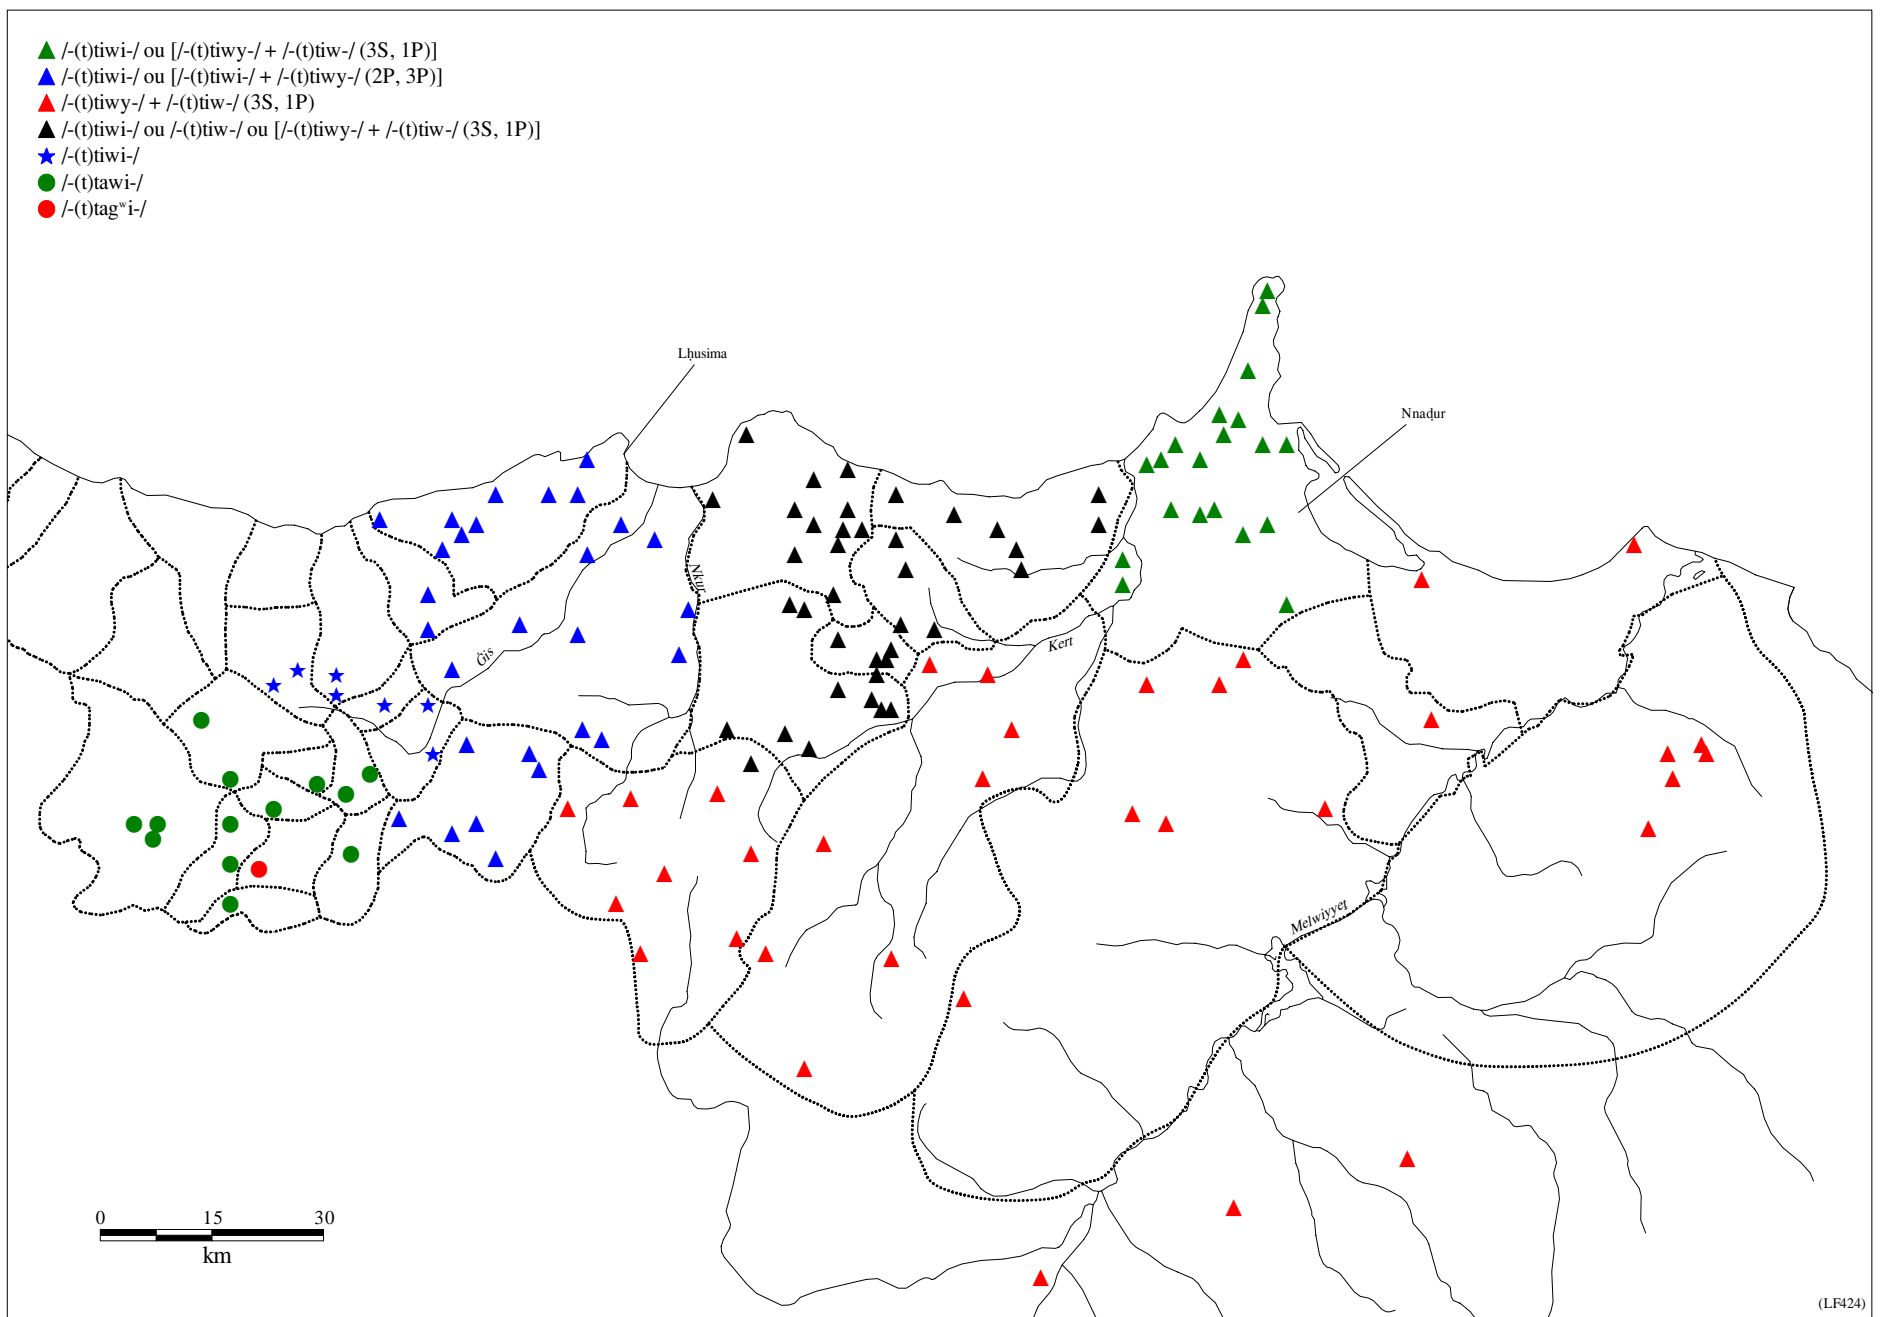 /-(t)tiwi-/ ou [/-(t)tiwy-/ + /-(t)tiw-/ (3S, 1P)]
/-(t)tiwi-/ ou [/-(t)tiwi-/ + /-(t)tiwy-/ (2P, 3P)]
/-(t)tiwy-/ + /-(t)tiw-/ (3S, 1P)
/-(t)tiwi-/ ou /-(t)tiw-/ ou [/-(t)tiwy-/ + /-(t)tiw-/ (3S, 1P)]
/-(t)tiwi-/
/-(t)tawi-/
/-(t)tagʷi-/
Lḥusima
Nnaḍur
Nkur
Kert
Ġis
Melwiyyeṯ
0 15 30
km
(LF424)